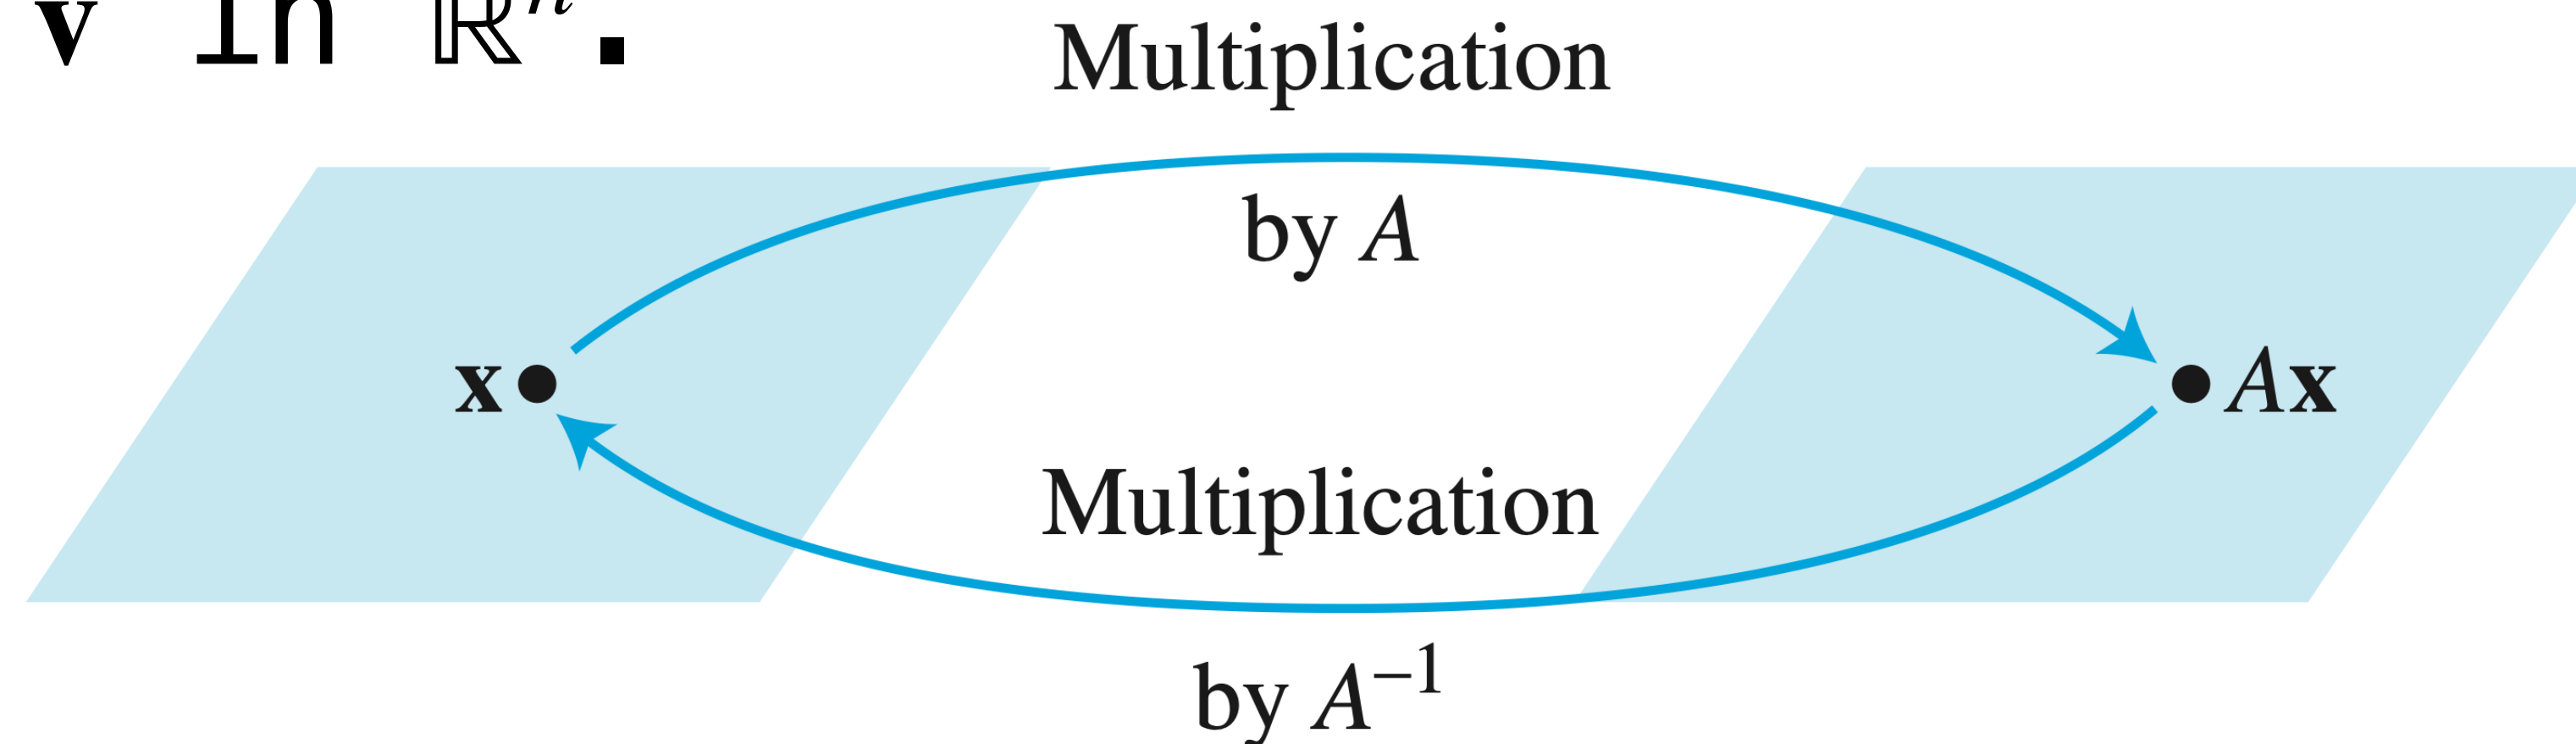 v in ℝⁿ.
Multiplication
by A
x
Ax
Multiplication
by A⁻¹